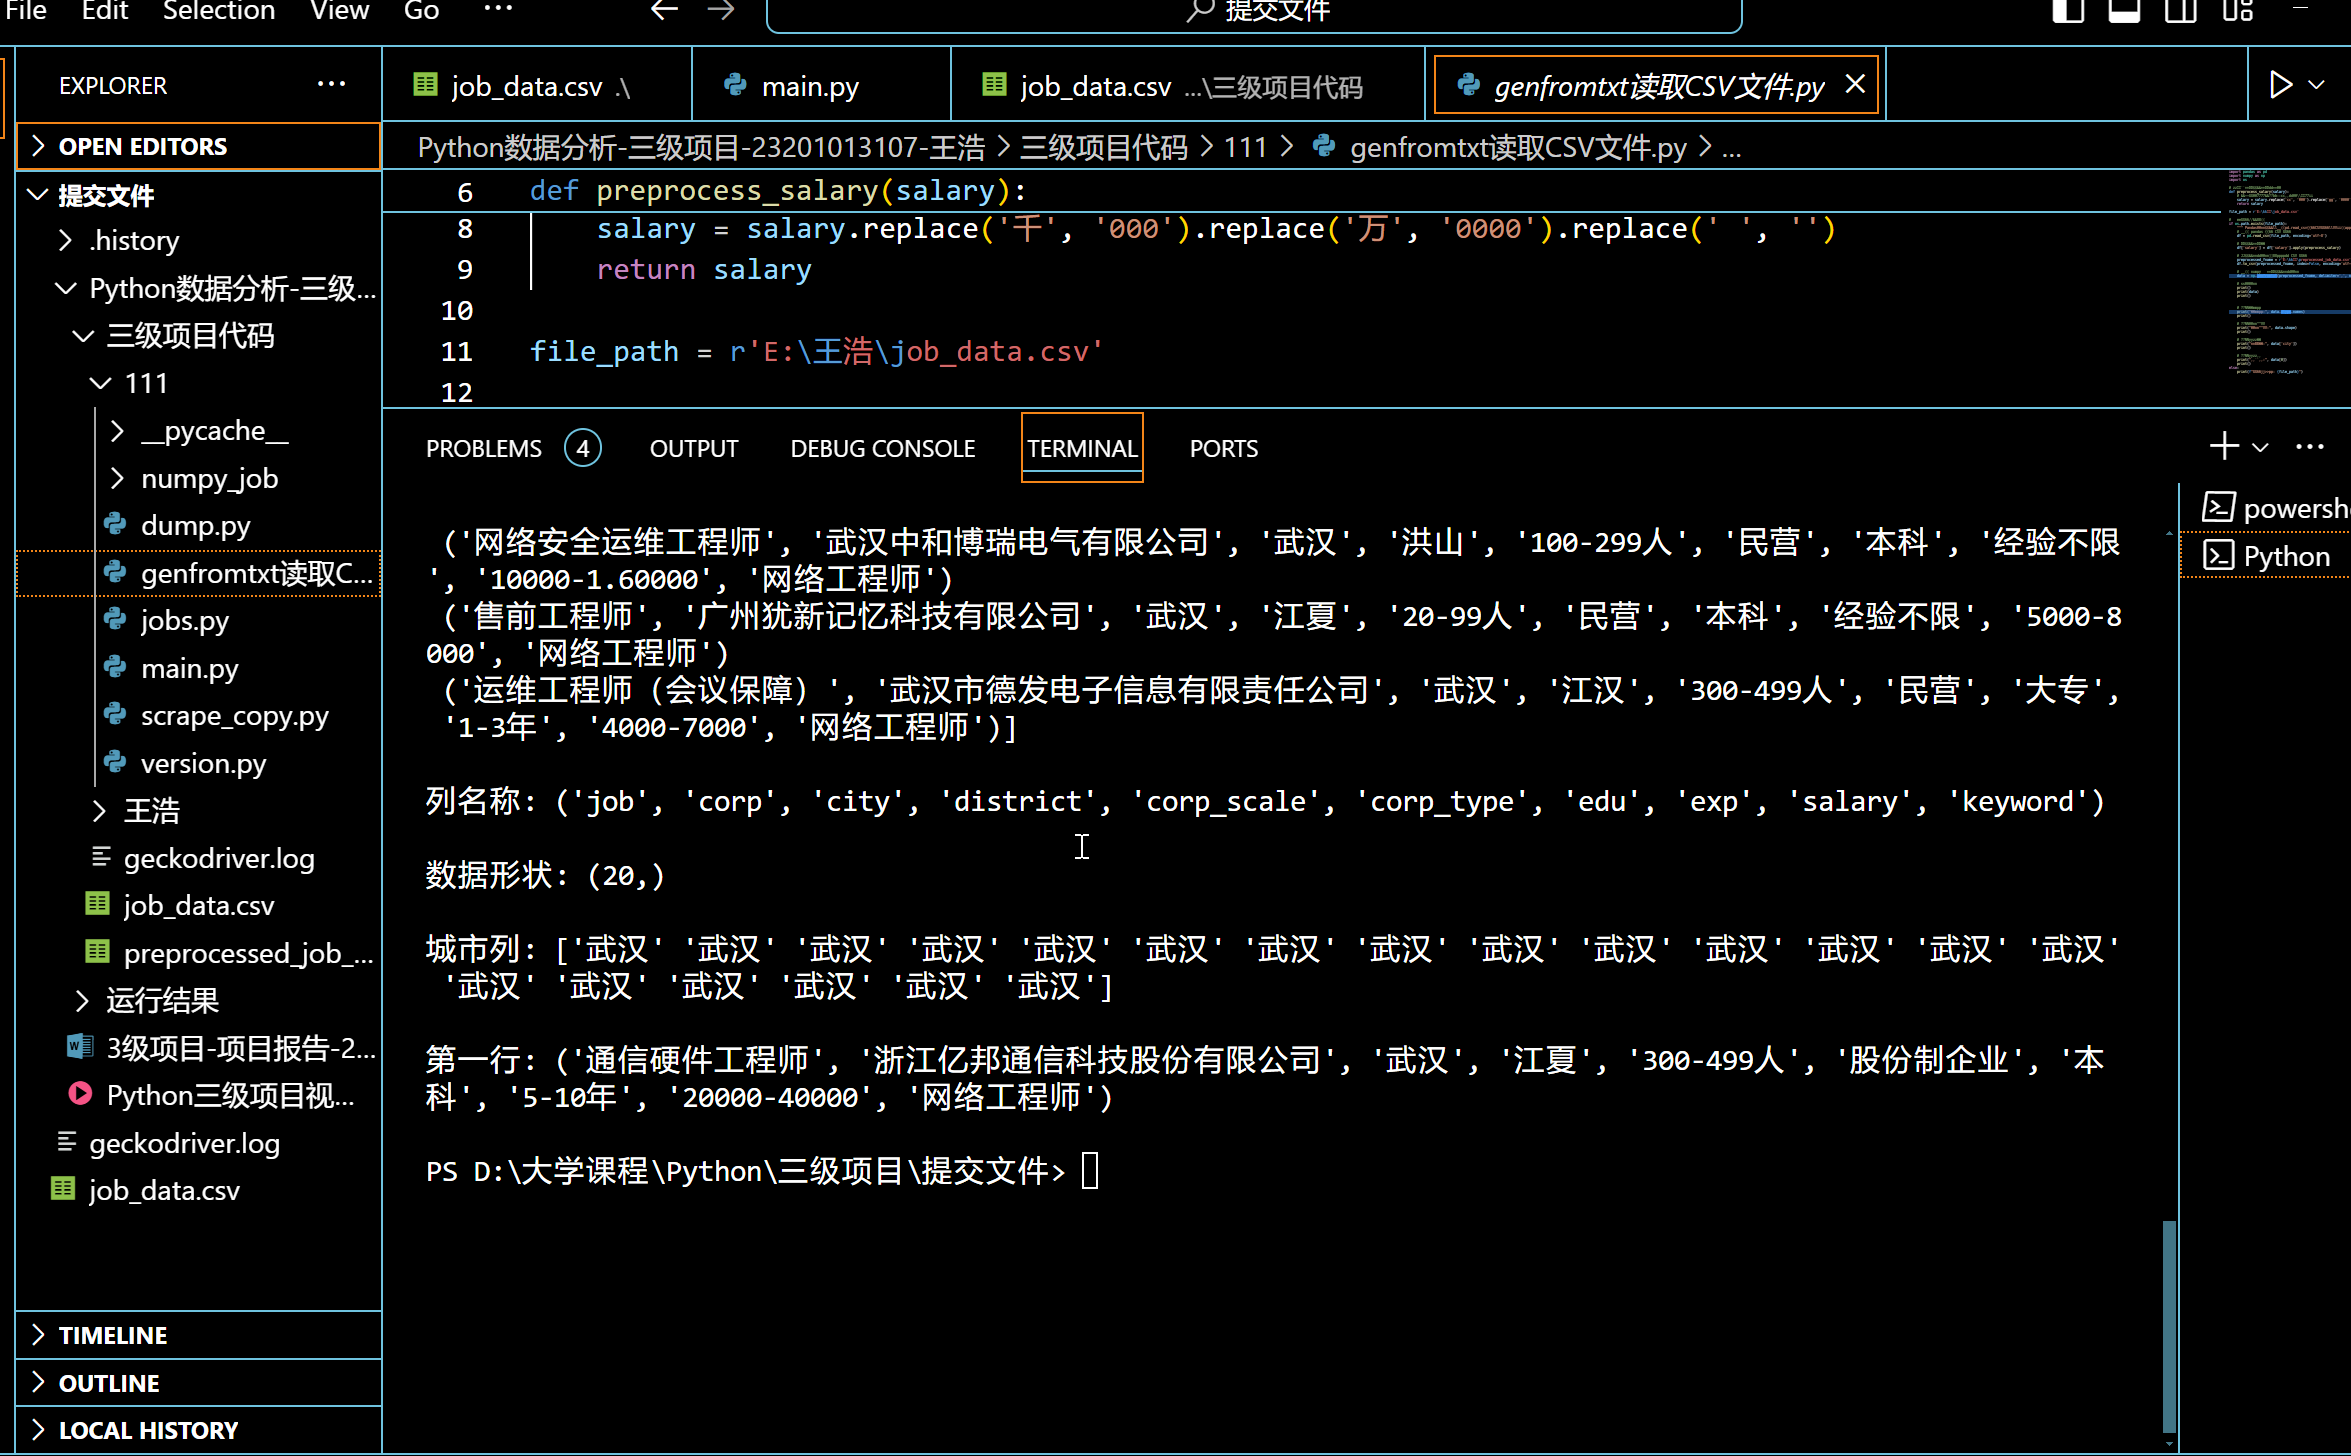 File Edit Selection View Go ··· 提交文件
EXPLORER ···
OPEN EDITORS
提交文件
.history
Python数据分析-三级...
三级项目代码
111
__pycache__
numpy_job
dump.py
genfromtxt读取C...
jobs.py
main.py
scrape_copy.py
version.py
王浩
geckodriver.log
job_data.csv
preprocessed_job_...
运行结果
3级项目-项目报告-2...
Python三级项目视...
geckodriver.log
job_data.csv
TIMELINE
OUTLINE
LOCAL HISTORY
job_data.csv .\ main.py job_data.csv ...\三级项目代码 genfromtxt读取CSV文件.py
Python数据分析-三级项目-23201013107-王浩 > 三级项目代码 > 111 > genfromtxt读取CSV文件.py > ...
6 def preprocess_salary(salary):
8 salary = salary.replace('千', '000').replace('万', '0000').replace(' ', '')
9 return salary
10
11 file_path = r'E:\王浩\job_data.csv'
12
PROBLEMS 4 OUTPUT DEBUG CONSOLE TERMINAL PORTS
('网络安全运维工程师', '武汉中和博瑞电气有限公司', '武汉', '洪山', '100-299人', '民营', '本科', '经验不限
', '10000-1.60000', '网络工程师')
('售前工程师', '广州犹新记忆科技有限公司', '武汉', '江夏', '20-99人', '民营', '本科', '经验不限', '5000-8
000', '网络工程师')
('运维工程师（会议保障）', '武汉市德发电子信息有限责任公司', '武汉', '江汉', '300-499人', '民营', '大专',
'1-3年', '4000-7000', '网络工程师')]
列名称: ('job', 'corp', 'city', 'district', 'corp_scale', 'corp_type', 'edu', 'exp', 'salary', 'keyword')
数据形状: (20,)
城市列: ['武汉' '武汉' '武汉' '武汉' '武汉' '武汉' '武汉' '武汉' '武汉' '武汉' '武汉' '武汉' '武汉' '武汉'
'武汉' '武汉' '武汉' '武汉' '武汉' '武汉']
第一行: ('通信硬件工程师', '浙江亿邦通信科技股份有限公司', '武汉', '江夏', '300-499人', '股份制企业', '本
科', '5-10年', '20000-40000', '网络工程师')
PS D:\大学课程\Python\三级项目\提交文件>
powersh
Python